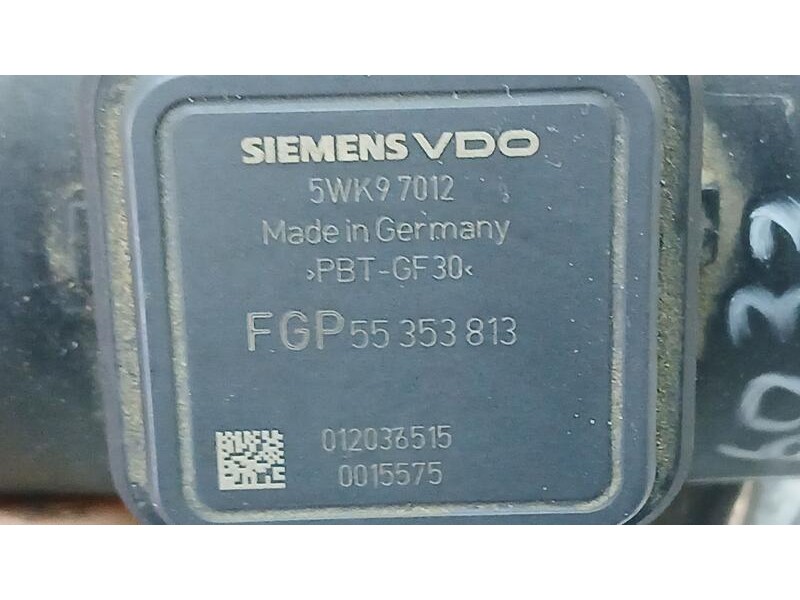 SIEMENS VDO
5WK9 7012
Made in Germany
>PBT-GF30<
FGP 55 353 813
012036515
0015575